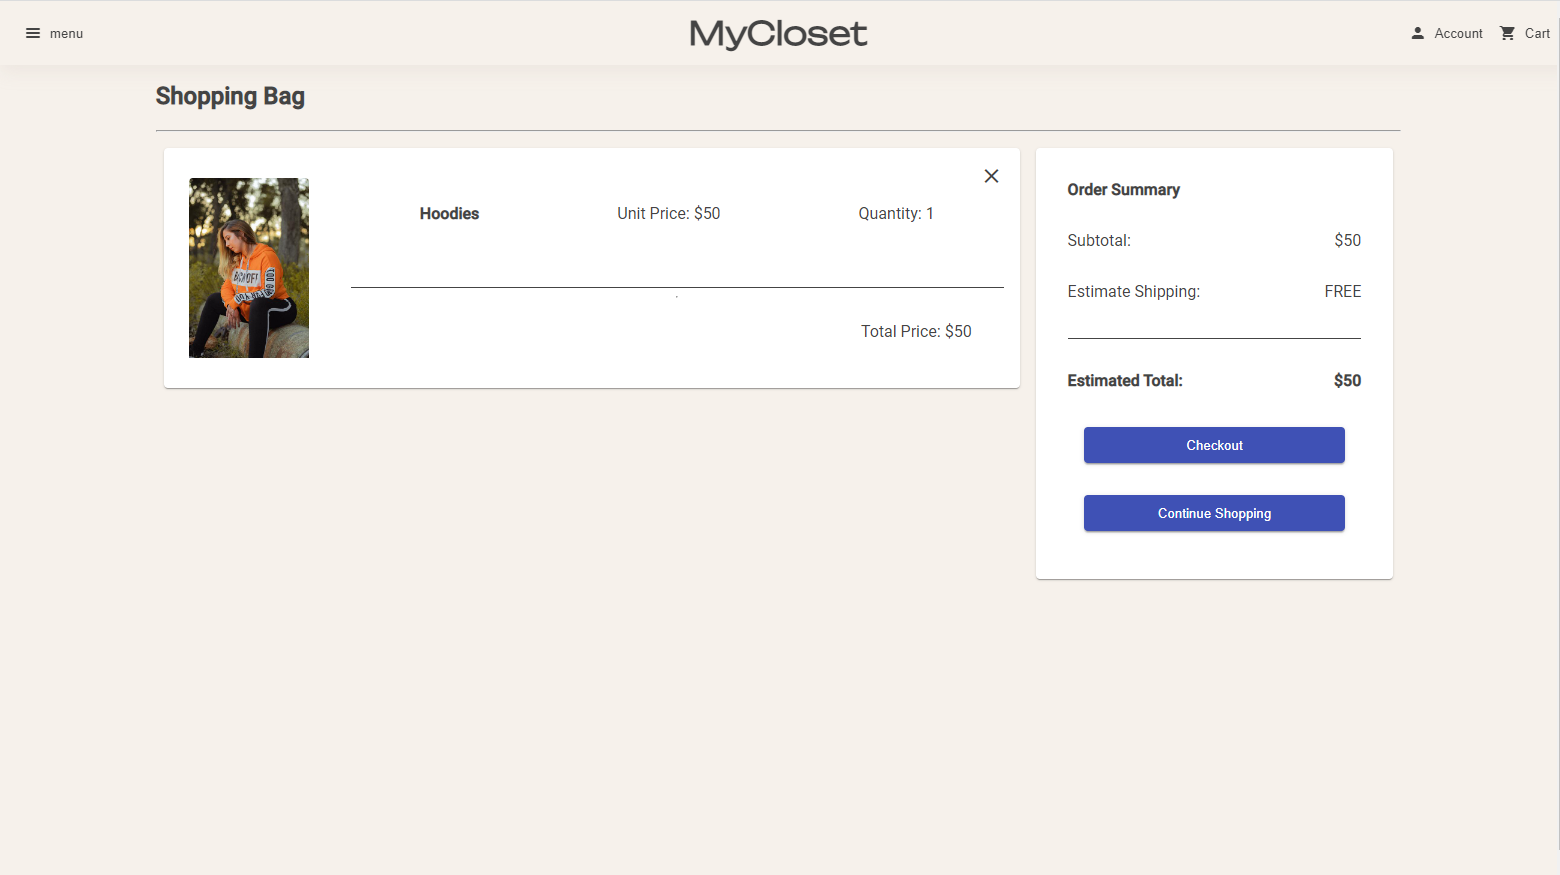 menu
MyCloset
Account
Cart
Shopping Bag
Hoodies
Unit Price: $50
Quantity: 1
Total Price: $50
Order Summary
Subtotal: $50
Estimate Shipping: FREE
Estimated Total: $50
Checkout
Continue Shopping